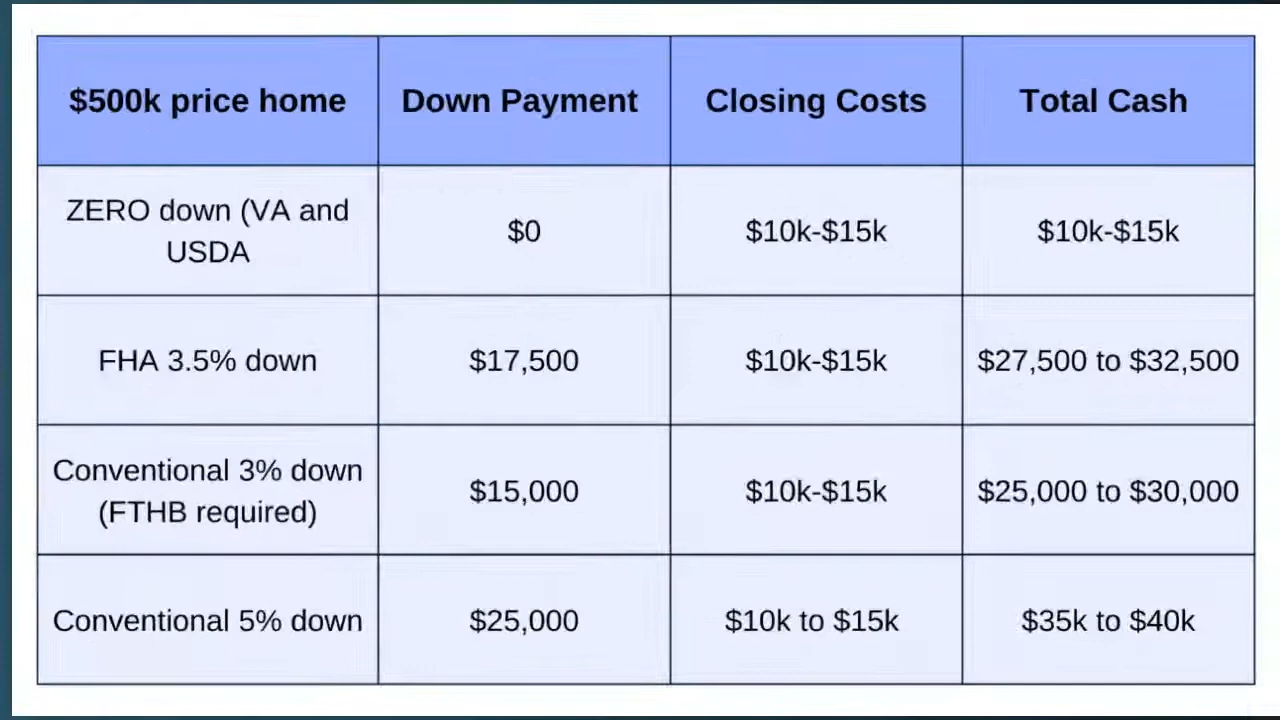 $500k price home
Down Payment
Closing Costs
Total Cash
ZERO down (VA and
USDA
$0
$10k-$15k
$10k-$15k
FHA 3.5% down
$17,500
$10k-$15k
$27,500 to $32,500
Conventional 3% down
(FTHB required)
$15,000
$10k-$15k
$25,000 to $30,000
Conventional 5% down
$25,000
$10k to $15k
$35k to $40k